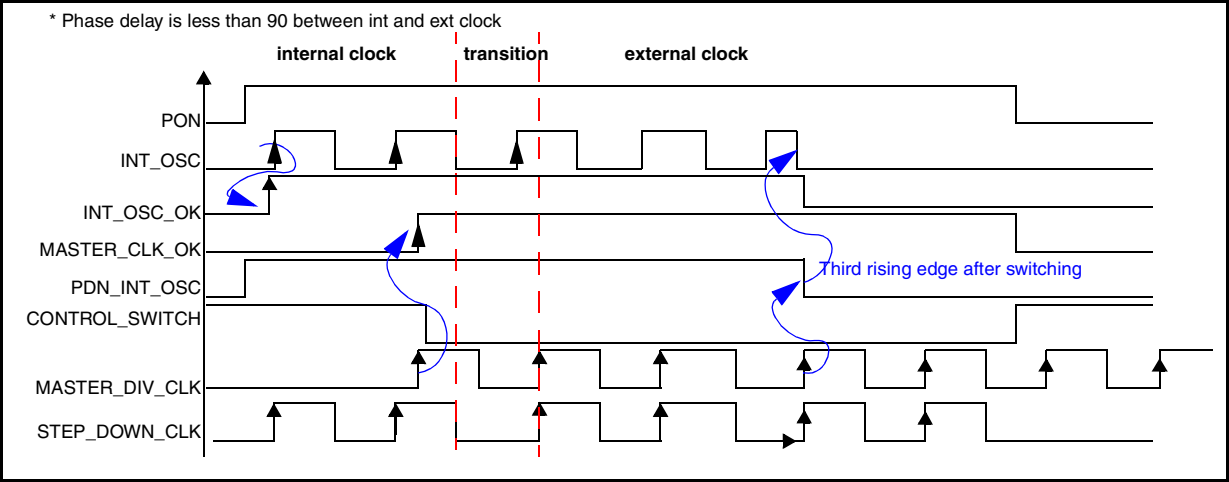 * Phase delay is less than 90 between int and ext clock
internal clock transition external clock
PON
INT_OSC
INT_OSC_OK
MASTER_CLK_OK
Third rising edge after switching
PDN_INT_OSC
CONTROL_SWITCH
MASTER_DIV_CLK
STEP_DOWN_CLK